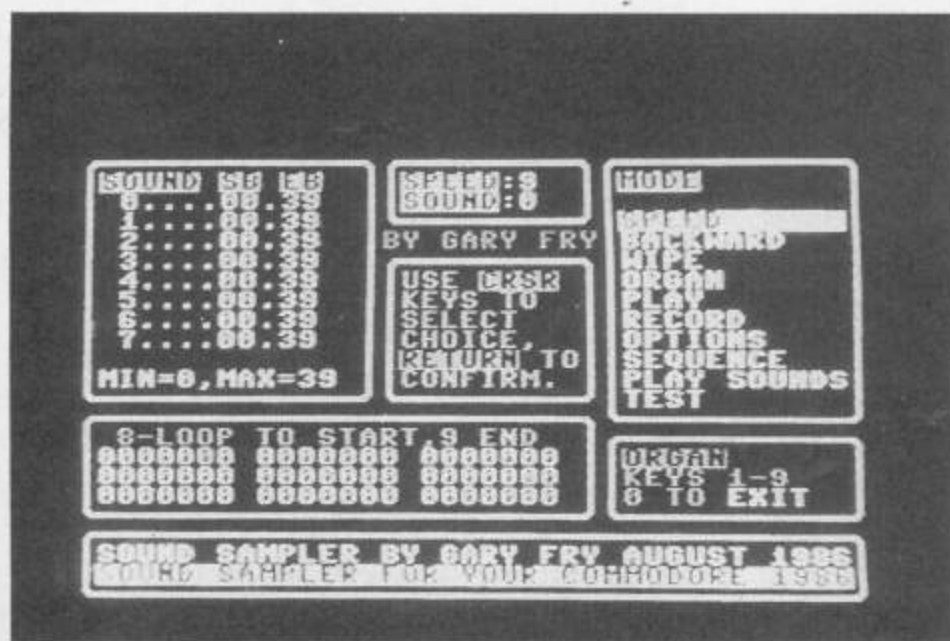 SOUND SB EB
0....00.39
1....00.39
2....00.39
3....00.39
4....00.39
5....00.39
6....00.39
7....00.39
MIN=0,MAX=39
SPEED:9
SOUND:0
BY GARY FRY
USE CRSR
KEYS TO
SELECT
CHOICE,
RETURN TO
CONFIRM.
MODE
SPEED
BACKWARD
WIPE
ORGAN
PLAY
RECORD
OPTIONS
SEQUENCE
PLAY SOUNDS
TEST
8-LOOP TO START,9 END
0000000 0000000 0000000
0000000 0000000 0000000
0000000 0000000 0000000
ORGAN
KEYS 1-9
0 TO EXIT
SOUND SAMPLER BY GARY FRY AUGUST 1986
SOUND SAMPLER FOR YOUR COMMODORE 1986